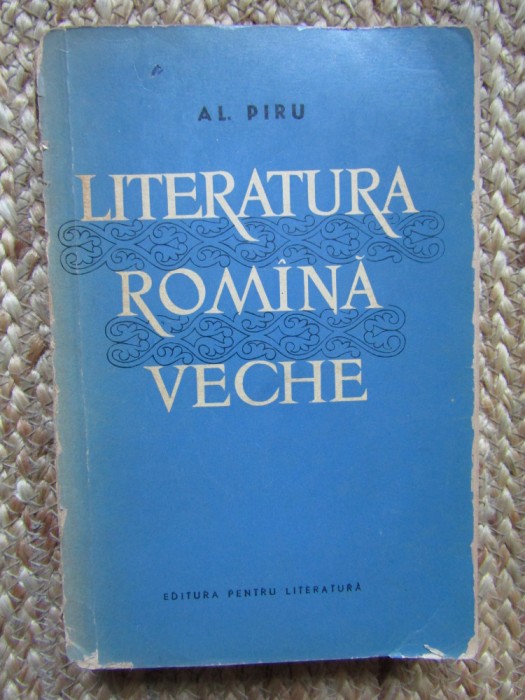 AL. PIRU
LITERATURA
ROMÎNĂ
VECHE
EDITURA PENTRU LITERATURĂ